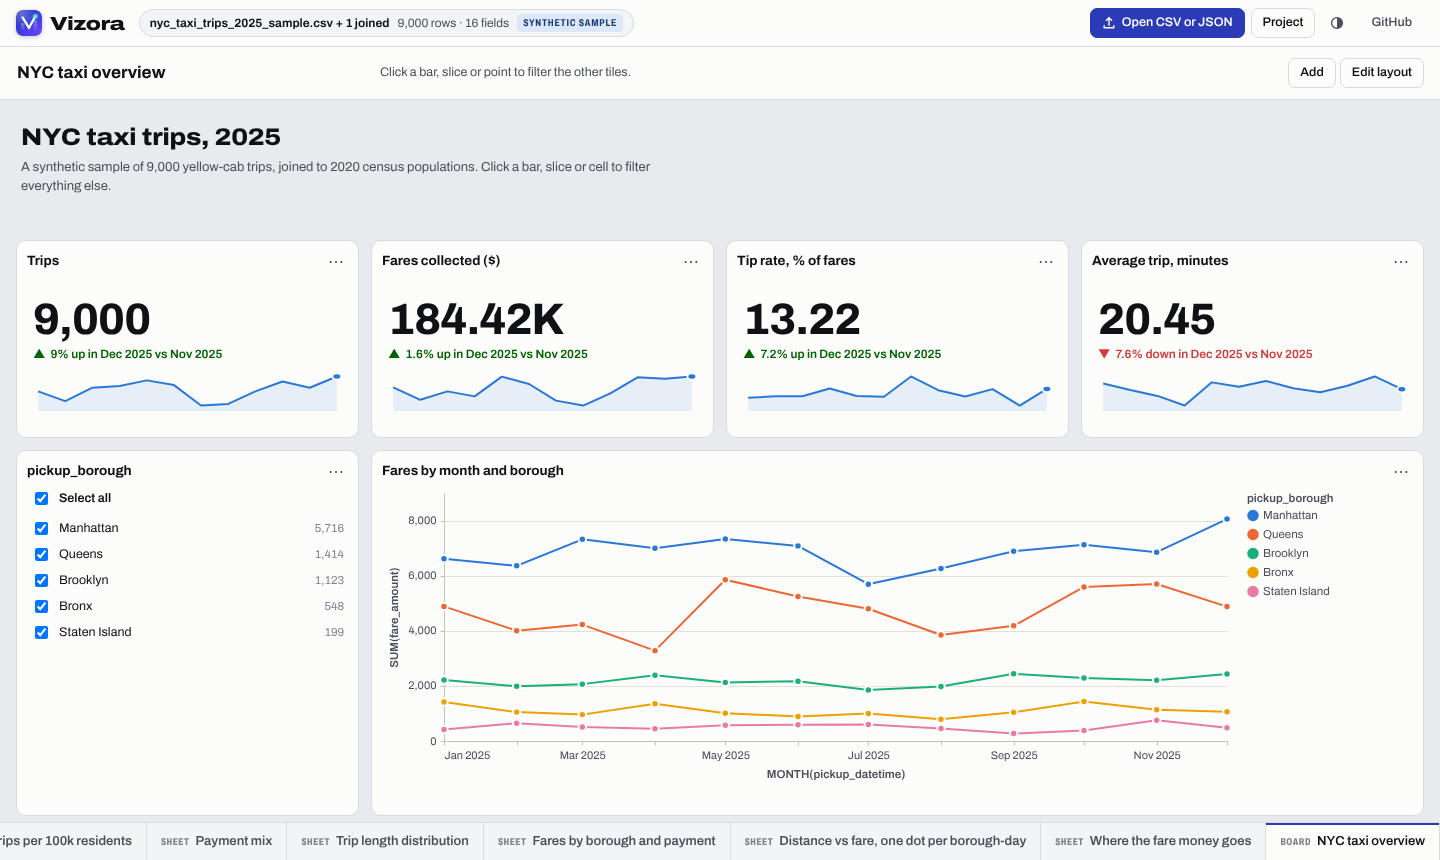 Vizora
nyc_taxi_trips_2025_sample.csv + 1 joined 9,000 rows · 16 fields SYNTHETIC SAMPLE
Open CSV or JSON
Project
GitHub
NYC taxi overview
Click a bar, slice or point to filter the other tiles.
Add
Edit layout
NYC taxi trips, 2025
A synthetic sample of 9,000 yellow-cab trips, joined to 2020 census populations. Click a bar, slice or cell to filter
everything else.
Trips
9,000
▲ 9% up in Dec 2025 vs Nov 2025
Fares collected ($)
184.42K
▲ 1.6% up in Dec 2025 vs Nov 2025
Tip rate, % of fares
13.22
▲ 7.2% up in Dec 2025 vs Nov 2025
Average trip, minutes
20.45
▼ 7.6% down in Dec 2025 vs Nov 2025
pickup_borough
Select all
Manhattan 5,716
Queens 1,414
Brooklyn 1,123
Bronx 548
Staten Island 199
Fares by month and borough
SUM(fare_amount)
8,000
6,000
4,000
2,000
0
Jan 2025 Mar 2025 May 2025 Jul 2025 Sep 2025 Nov 2025
MONTH(pickup_datetime)
pickup_borough
Manhattan
Queens
Brooklyn
Bronx
Staten Island
rips per 100k residents
SHEET Payment mix
SHEET Trip length distribution
SHEET Fares by borough and payment
SHEET Distance vs fare, one dot per borough-day
SHEET Where the fare money goes
BOARD NYC taxi overview